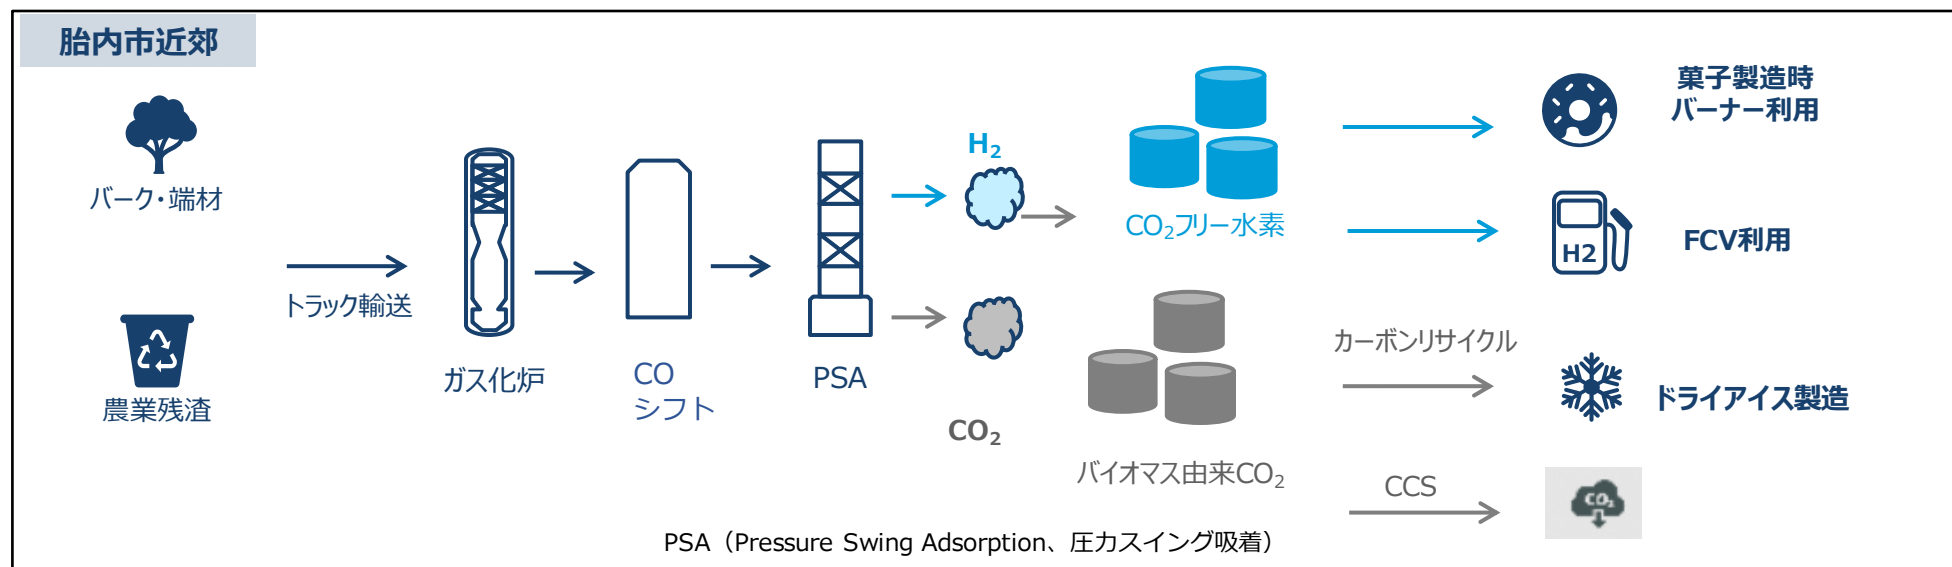 胎内市近郊
バーク・端材
農業残渣
トラック輸送
ガス化炉
CO
シフト
PSA
H₂
CO₂
CO₂フリー水素
バイオマス由来CO₂
カーボンリサイクル
CCS
菓子製造時
バーナー利用
H2
FCV利用
ドライアイス製造
CO₂
PSA（Pressure Swing Adsorption、圧力スイング吸着）